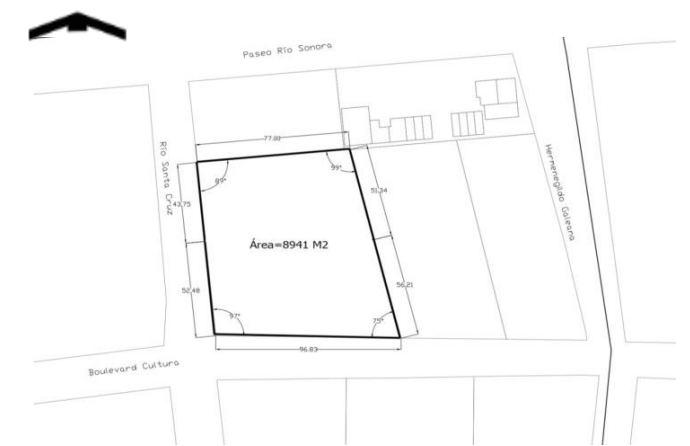 Paseo Río Sonora
Río Santa Cruz
Hermenegildo Galeana
77.80
89°
99°
43.75
51.34
Área=8941 M2
52.48
56.21
97°
75°
96.83
Boulevard Cultura